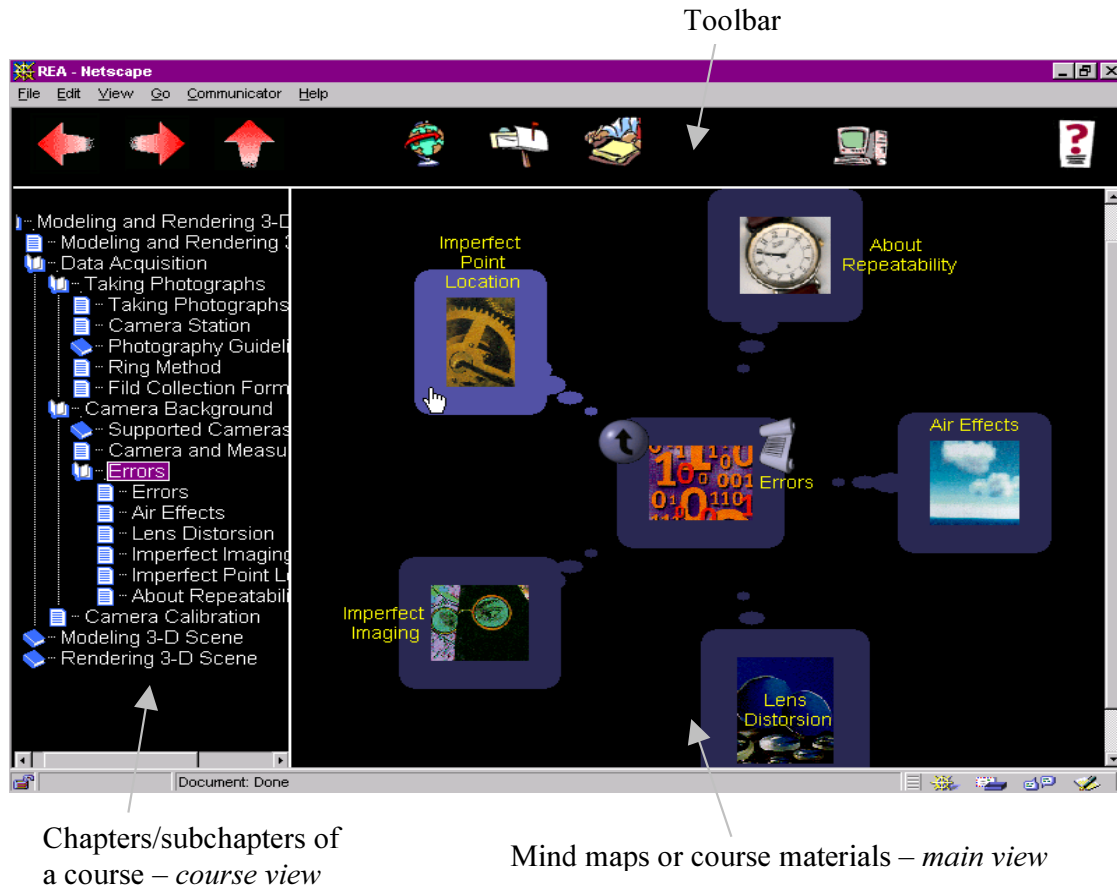 Toolbar
REA - Netscape
File Edit View Go Communicator Help
Modeling and Rendering 3-D
Modeling and Rendering
Data Acquisition
Taking Photographs
Taking Photographs
Camera Station
Photography Guideli
Ring Method
Fild Collection Form
Camera Background
Supported Cameras
Camera and Measu
Errors
Errors
Air Effects
Lens Distorsion
Imperfect Imaging
Imperfect Point L
About Repeatabili
Camera Calibration
Modeling 3-D Scene
Rendering 3-D Scene
Imperfect
Point
Location
About
Repeatability
Air Effects
Errors
Imperfect
Imaging
Lens
Distorsion
Document: Done
Chapters/subchapters of
a course – course view
Mind maps or course materials – main view